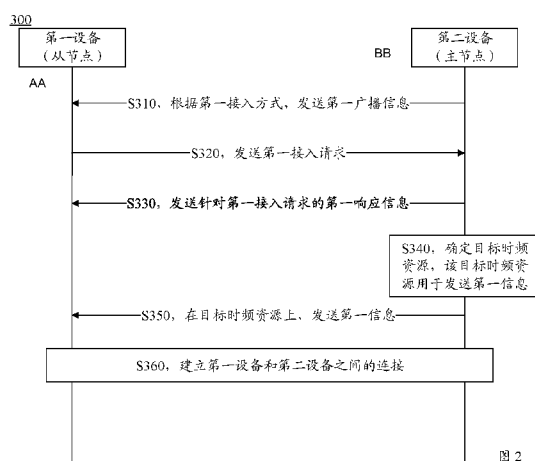 300
第一设备
（从节点）
第二设备
（主节点）
AA
BB
S310，根据第一接入方式，发送第一广播信息
S320，发送第一接入请求
S330，发送针对第一接入请求的第一响应信息
S340，确定目标时频
资源，该目标时频资
源用于发送第一信息
S350，在目标时频资源上，发送第一信息
S360，建立第一设备和第二设备之间的连接
图 2